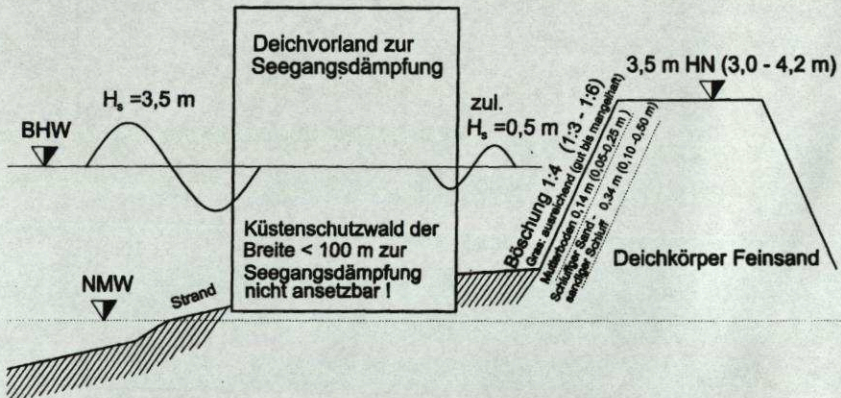 Deichvorland zur
Seegangsdämpfung
3,5 m HN (3,0 - 4,2 m)
Hs =3,5 m
zul.
Hs =0,5 m
BHW
Böschung 1:4 (1:3 - 1:6)
Gras: ausreichend (gut bis mangelhaft)
Mutterboden 0,14 m (0,05-0,25 m)
Schluffiger Sand - 0,34 m (0,10 -0,50 m)
sandiger Schluff
Küstenschutzwald der
Breite < 100 m zur
Seegangsdämpfung
nicht ansetzbar !
Deichkörper Feinsand
NMW
Strand